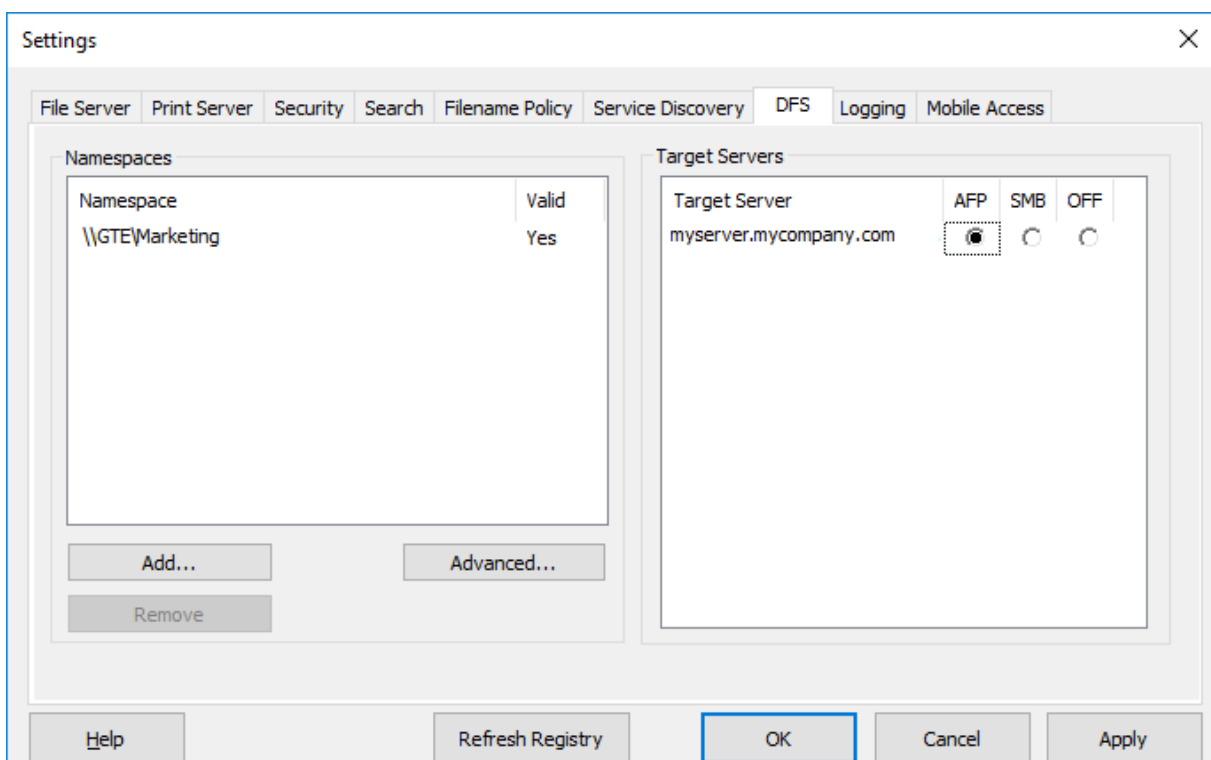 Settings
File Server Print Server Security Search Filename Policy Service Discovery DFS Logging Mobile Access
Namespaces
Namespace Valid
\\GTE\Marketing Yes
Add... Advanced...
Remove
Target Servers
Target Server AFP SMB OFF
myserver.mycompany.com
Help Refresh Registry OK Cancel Apply